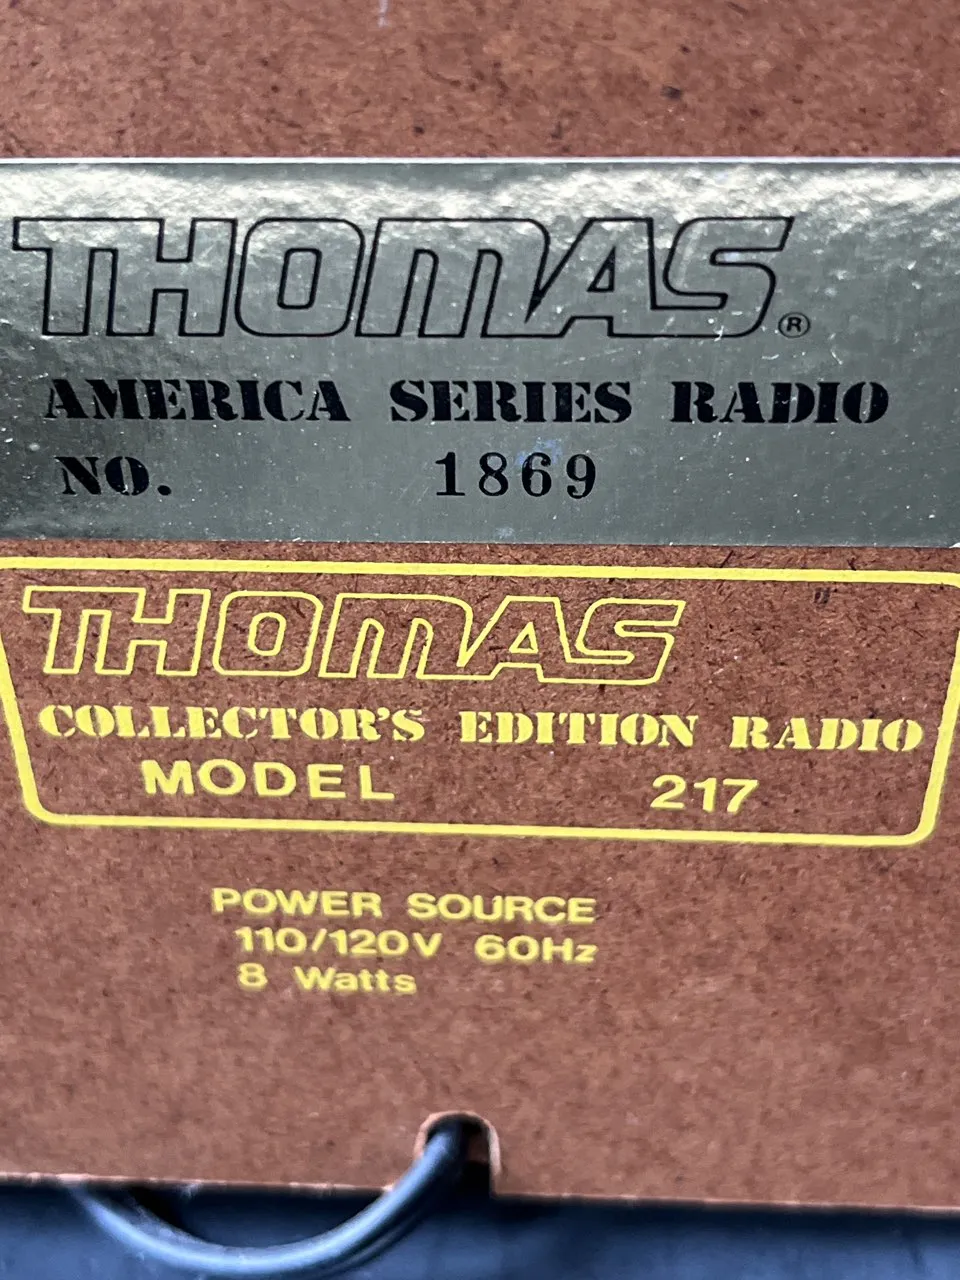 THOMAS®
AMERICA SERIES RADIO
NO. 1869
THOMAS
COLLECTOR'S EDITION RADIO
MODEL 217
POWER SOURCE
110/120V 60Hz
8 Watts